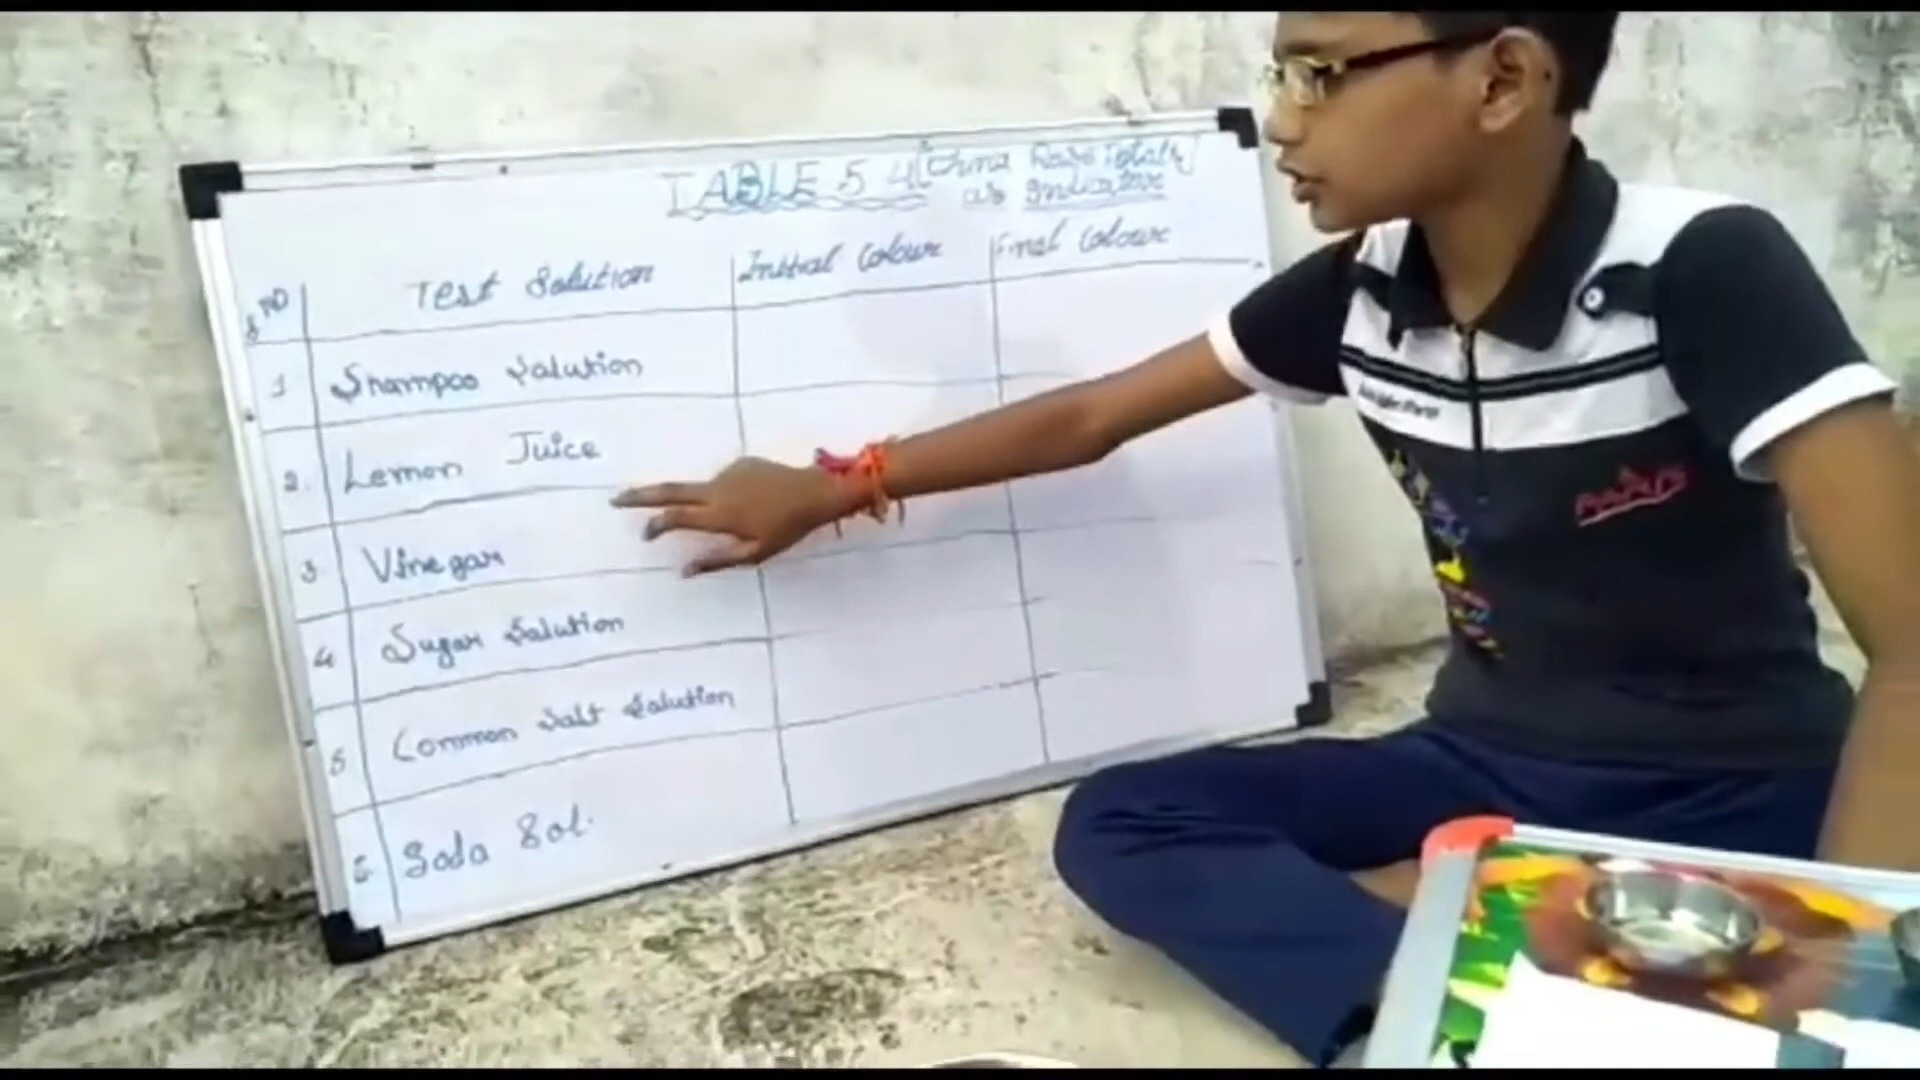 TABLE 5.4 [China Rose Petals
as Indicator
S.NO Test Solution Initial Colour Final Colour
1 Shampoo Solution
2. Lemon Juice
3 Vinegar
4 Sugar Solution
5 Common Salt Solution
6 Soda Sol.